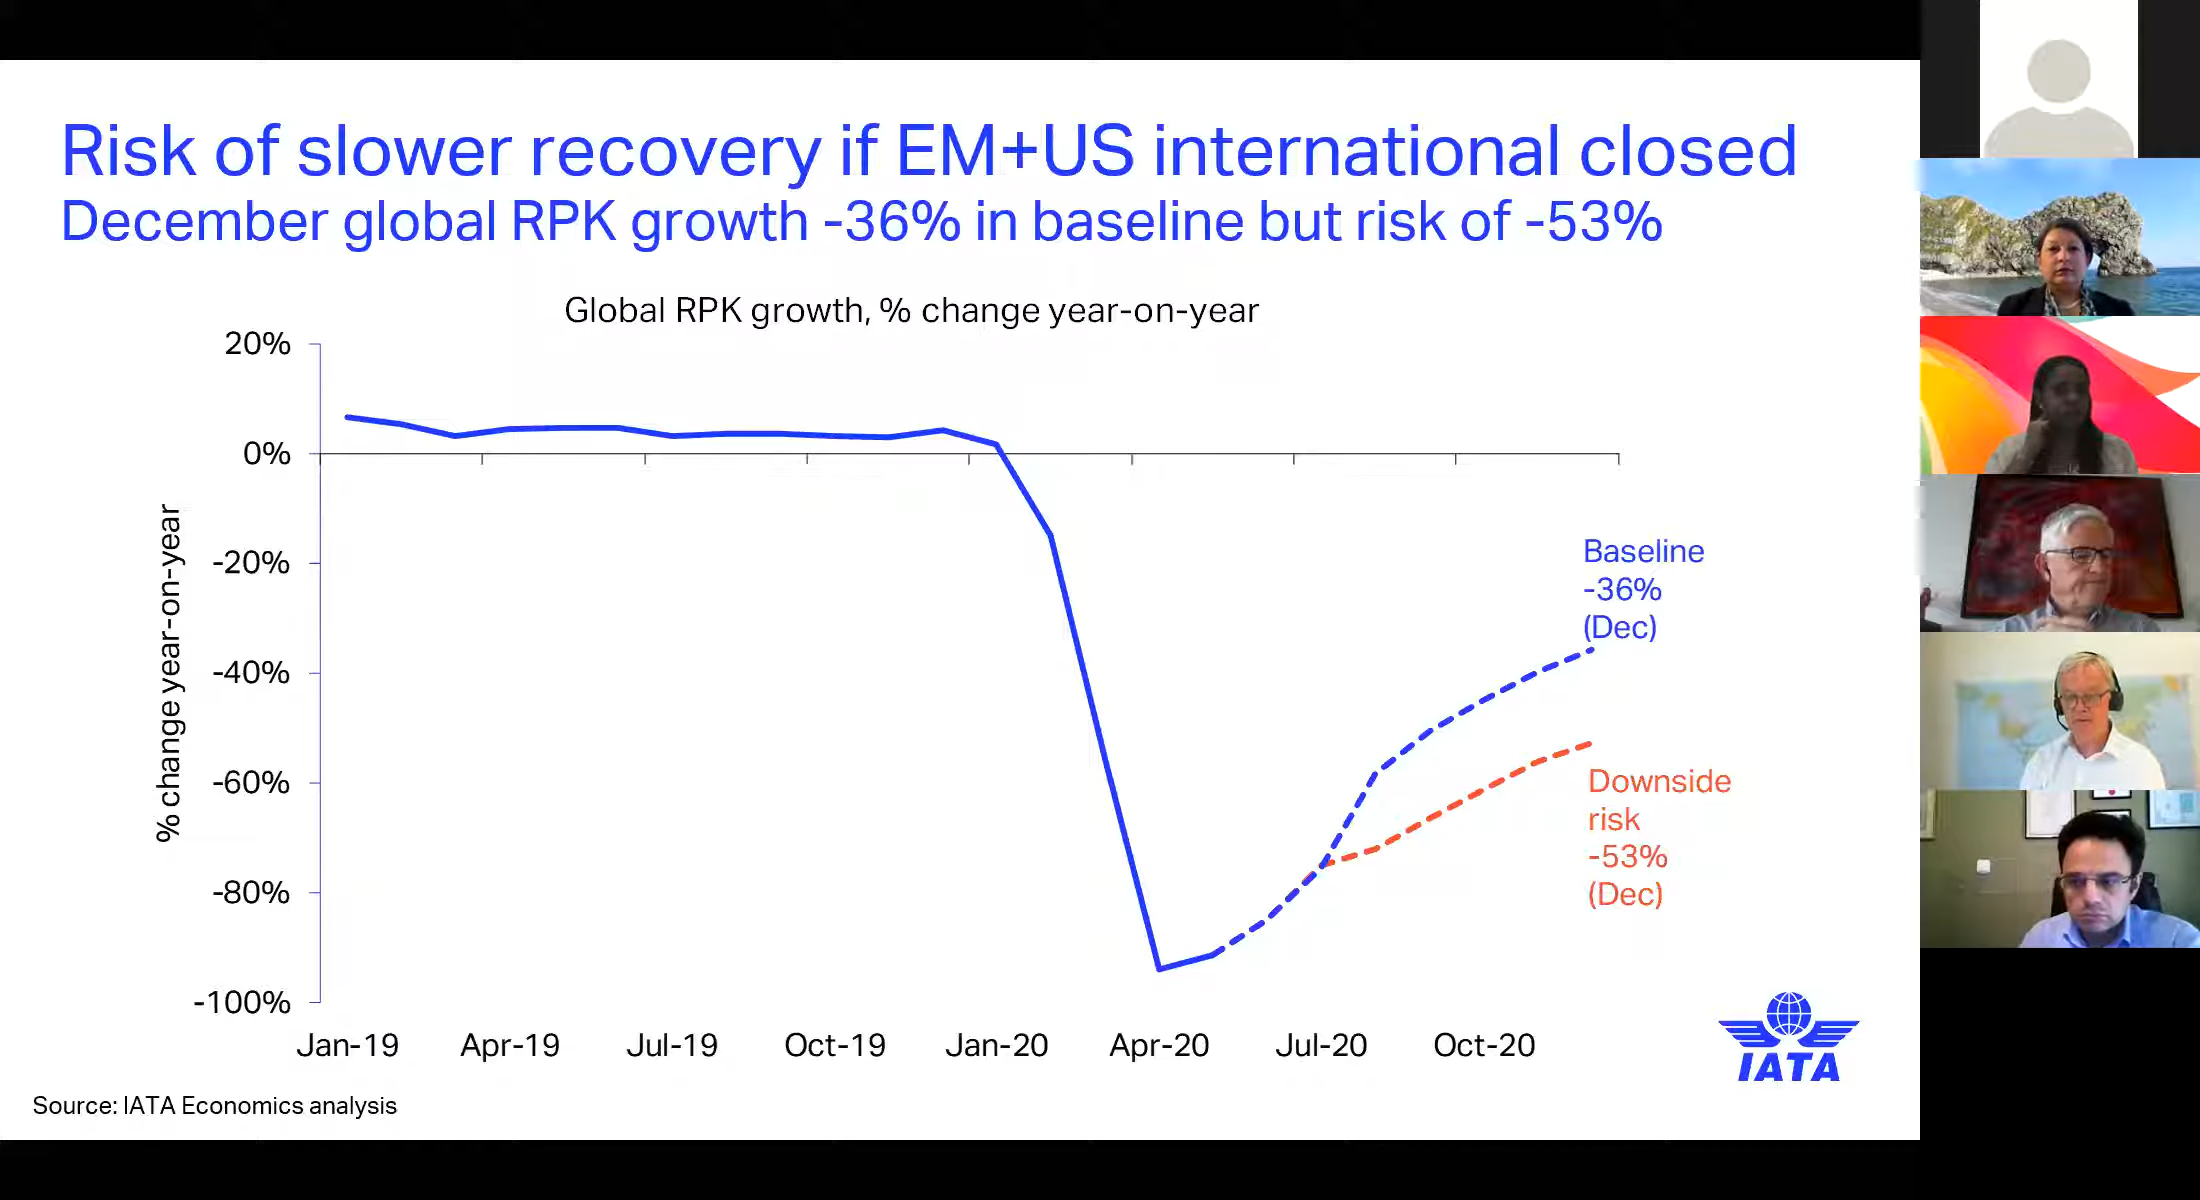 Risk of slower recovery if EM+US international closed
December global RPK growth -36% in baseline but risk of -53%
Global RPK growth, % change year-on-year
% change year-on-year
20%
0%
-20%
-40%
-60%
-80%
-100%
Jan-19
Apr-19
Jul-19
Oct-19
Jan-20
Apr-20
Jul-20
Oct-20
Baseline
-36%
(Dec)
Downside
risk
-53%
(Dec)
IATA
Source: IATA Economics analysis